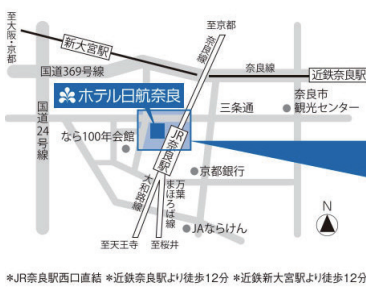 至大阪・京都
至京都
新大宮駅
奈良線
国道369号線
奈良線
近鉄奈良駅
ホテル日航奈良
三条通
奈良市
観光センター
国道24号線
なら100年会館
JR奈良駅
京都銀行
大和路線
万葉
まほろば線
JAならけん
N
至天王寺
至桜井
*JR奈良駅西口直結 *近鉄奈良駅より徒歩12分 *近鉄新大宮駅より徒歩12分